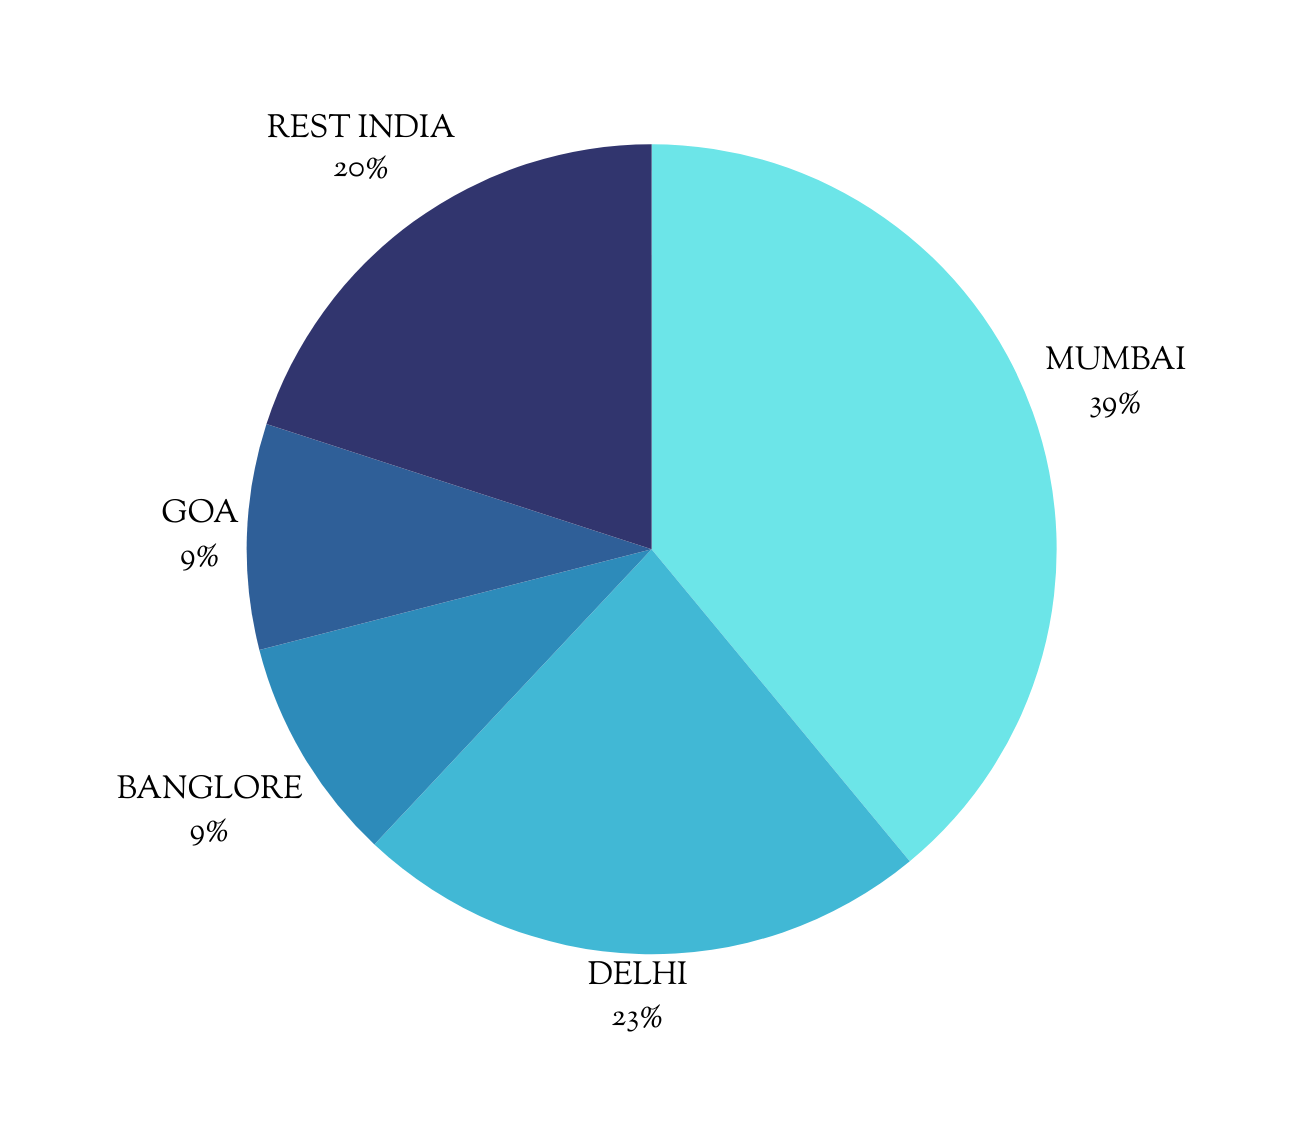 REST INDIA
20%
MUMBAI
39%
GOA
9%
BANGLORE
9%
DELHI
23%